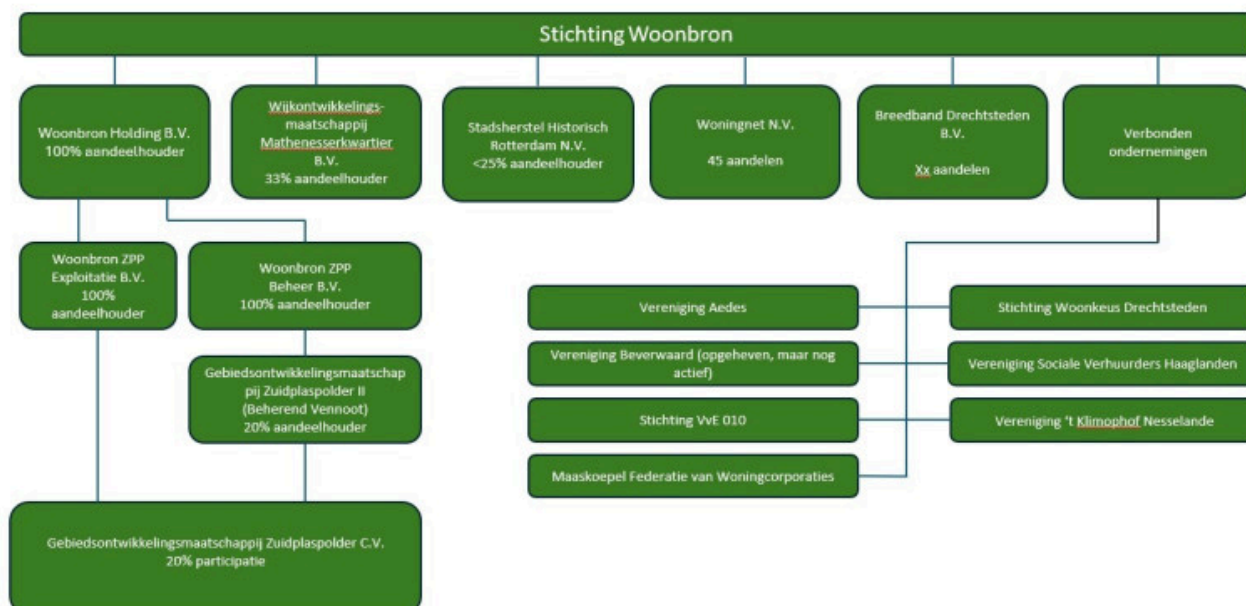 Stichting Woonbron
Woonbron Holding B.V.
100% aandeelhouder
Wijkontwikkelings-
maatschappij
Mathenesserkwartier
B.V.
33% aandeelhouder
Stadsherstel Historisch
Rotterdam N.V.
<25% aandeelhouder
Woningnet N.V.
45 aandelen
Breedband Drechtsteden
B.V.
Xx aandelen
Verbonden
ondernemingen
Woonbron ZPP
Exploitatie B.V.
100%
aandeelhouder
Woonbron ZPP
Beheer B.V.
100% aandeelhouder
Gebiedsontwikkelingsmaatschap
pij Zuidplaspolder II
(Beherend Vennoot)
20% aandeelhouder
Gebiedsontwikkelingsmaatschappij Zuidplaspolder C.V.
20% participatie
Vereniging Aedes
Stichting Woonkeus Drechtsteden
Vereniging Beverwaard (opgeheven, maar nog
actief)
Vereniging Sociale Verhuurders Haaglanden
Stichting VvE 010
Vereniging 't Klimophof Nesselande
Maaskoepel Federatie van Woningcorporaties